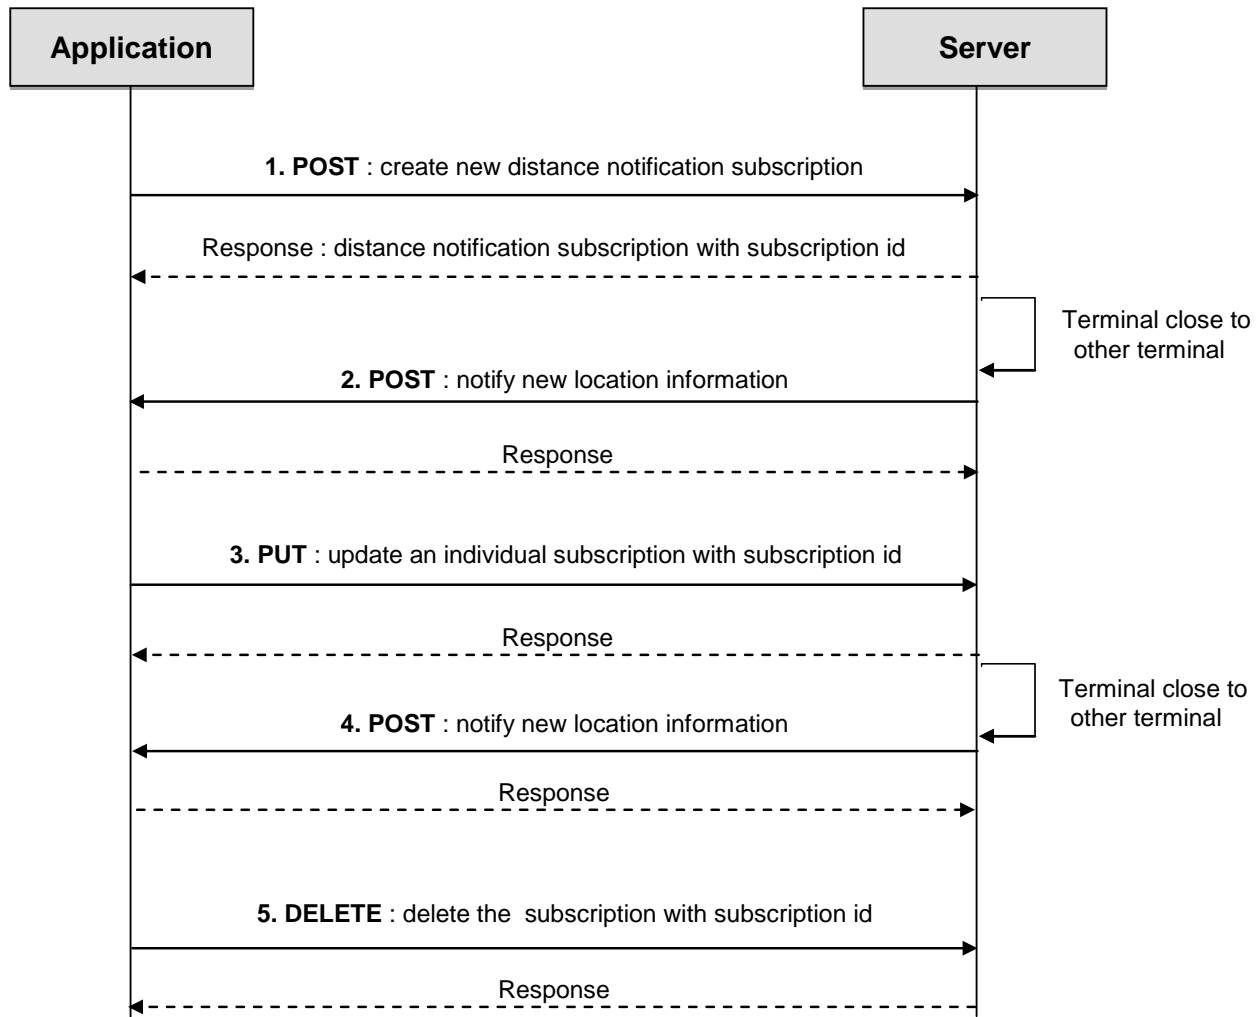 Application
Server
1. POST : create new distance notification subscription
Response : distance notification subscription with subscription id
Terminal close to
other terminal
2. POST : notify new location information
Response
3. PUT : update an individual subscription with subscription id
Response
Terminal close to
other terminal
4. POST : notify new location information
Response
5. DELETE : delete the  subscription with subscription id
Response